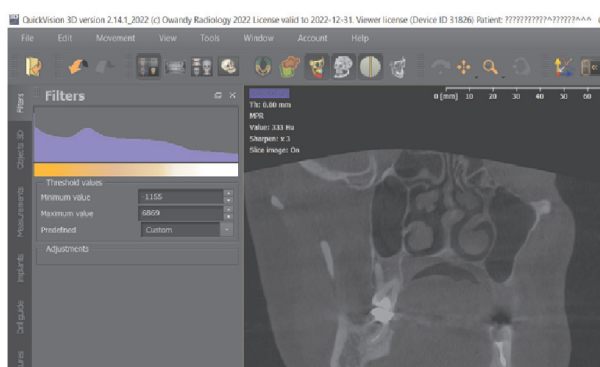 QuickVision 3D version 2.14.1_2022 (c) Owandy Radiology 2022 License valid to 2022-12-31. Viewer license (Device ID 31826) Patient: ???????????^??????^^^
File Edit Movement View Tools Window Account Help
Filters
Filters
Objects 3D
Measurements
Implants
Drill guide
Threshold values
Minimum value -1155
Maximum value 6869
Predefined Custom
Adjustments
Th: 0.00 mm
MPR
Value: 333 Hu
Sharpen: x 3
Slice image: On
0 [mm] 10 20 30 40 50 60